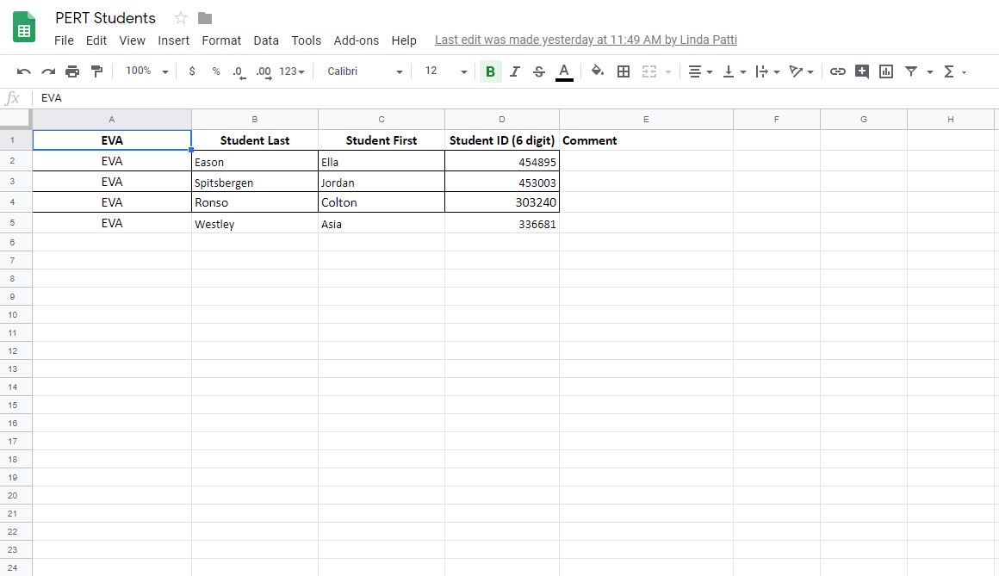 PERT Students
File Edit View Insert Format Data Tools Add-ons Help Last edit was made yesterday at 11:49 AM by Linda Patti
100% $ % .0 .00 123 Calibri 12 B I S A Σ
fx EVA
A B C D E F G H
1 EVA Student Last Student First Student ID (6 digit) Comment
2 EVA Eason Ella 454895
3 EVA Spitsbergen Jordan 453003
4 EVA Ronso Colton 303240
5 EVA Westley Asia 336681
6
7
8
9
10
11
12
13
14
15
16
17
18
19
20
21
22
23
24